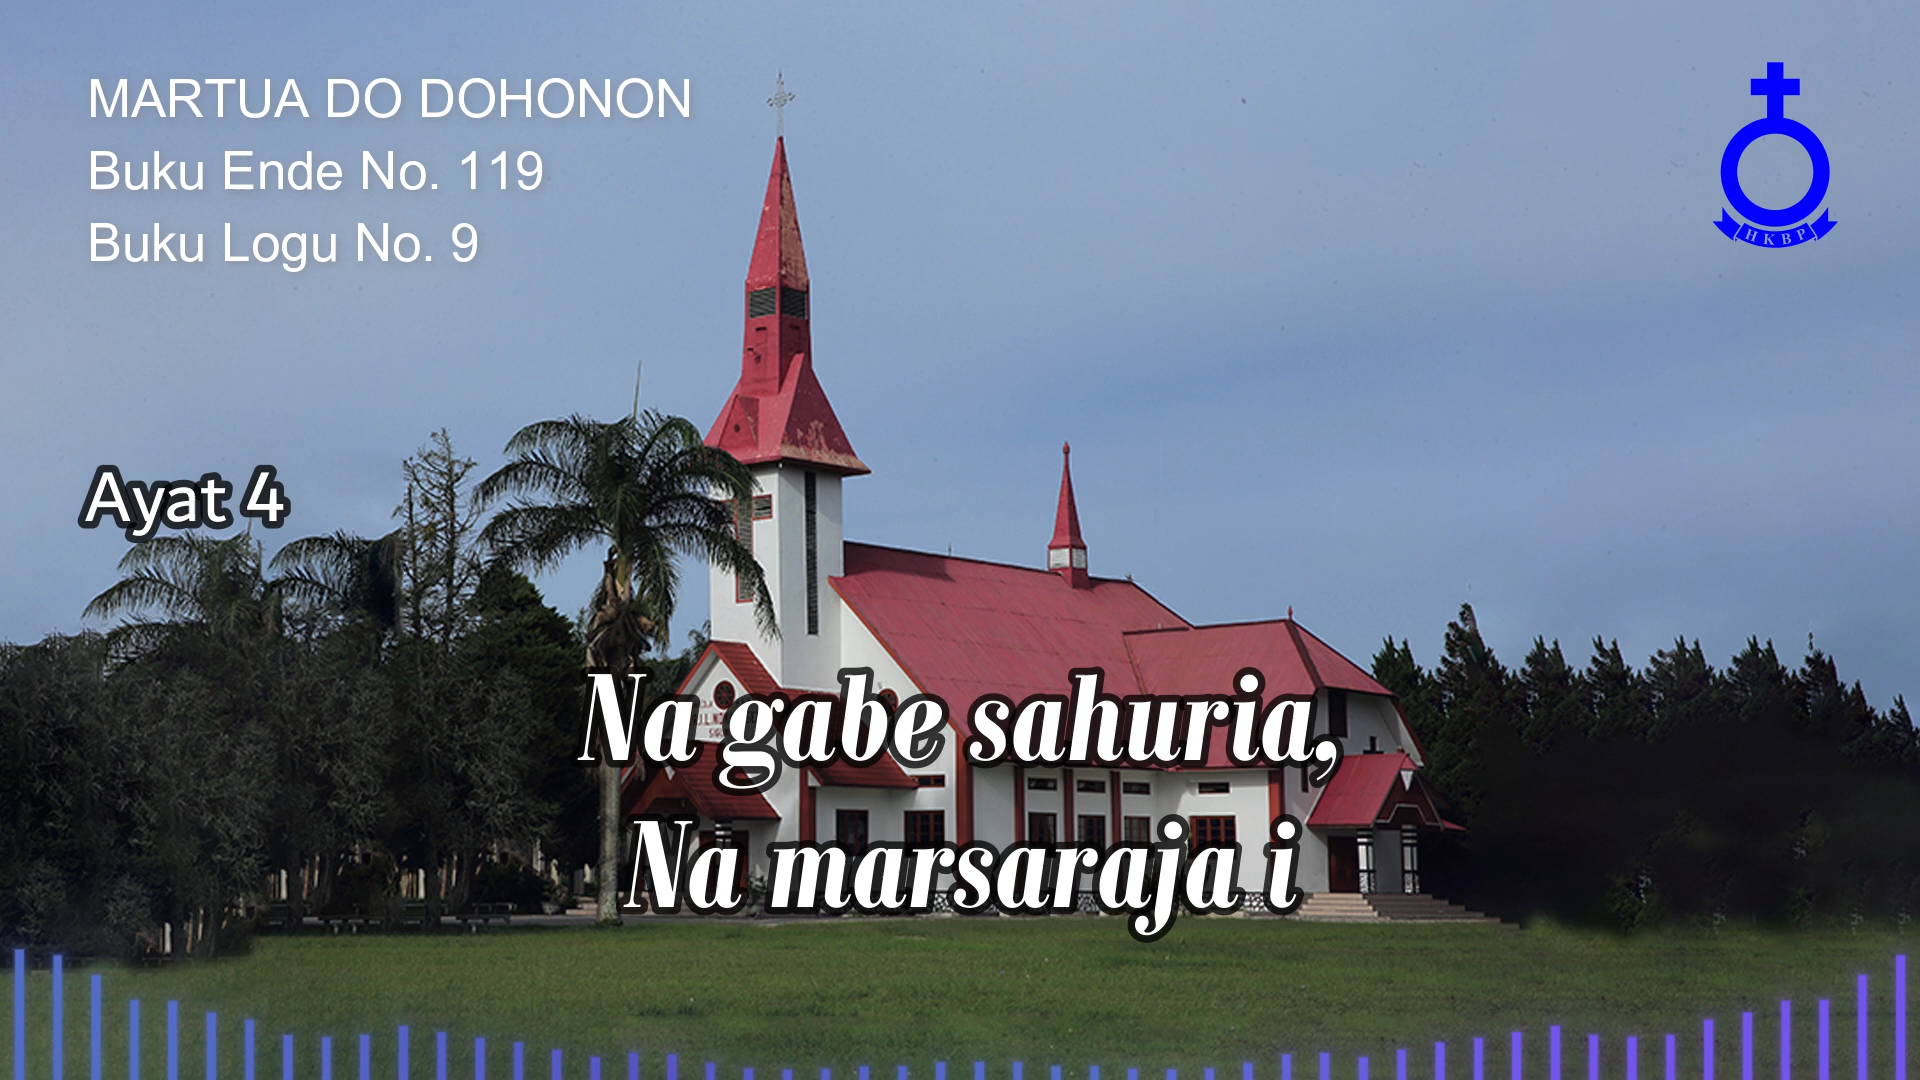 MARTUA DO DOHONON
Buku Ende No. 119
Buku Logu No. 9
HKBP
Ayat 4
Na gabe sahuria,
Na marsaraja i